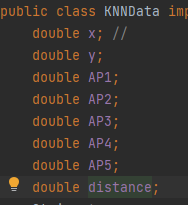 public class KNNData imp
double x; //
double y;
double AP1;
double AP2;
double AP3;
double AP4;
double AP5;
double distance;